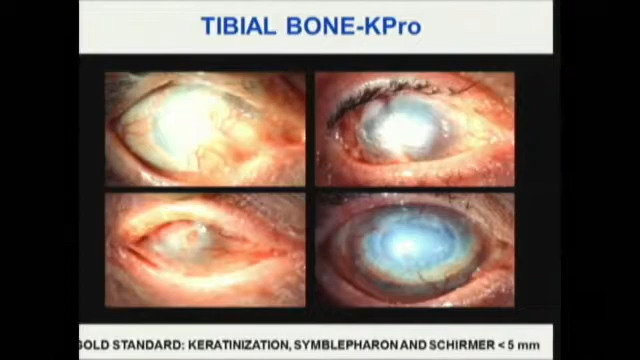 TIBIAL BONE-KPro
GOLD STANDARD: KERATINIZATION, SYMBLEPHARON AND SCHIRMER < 5 mm